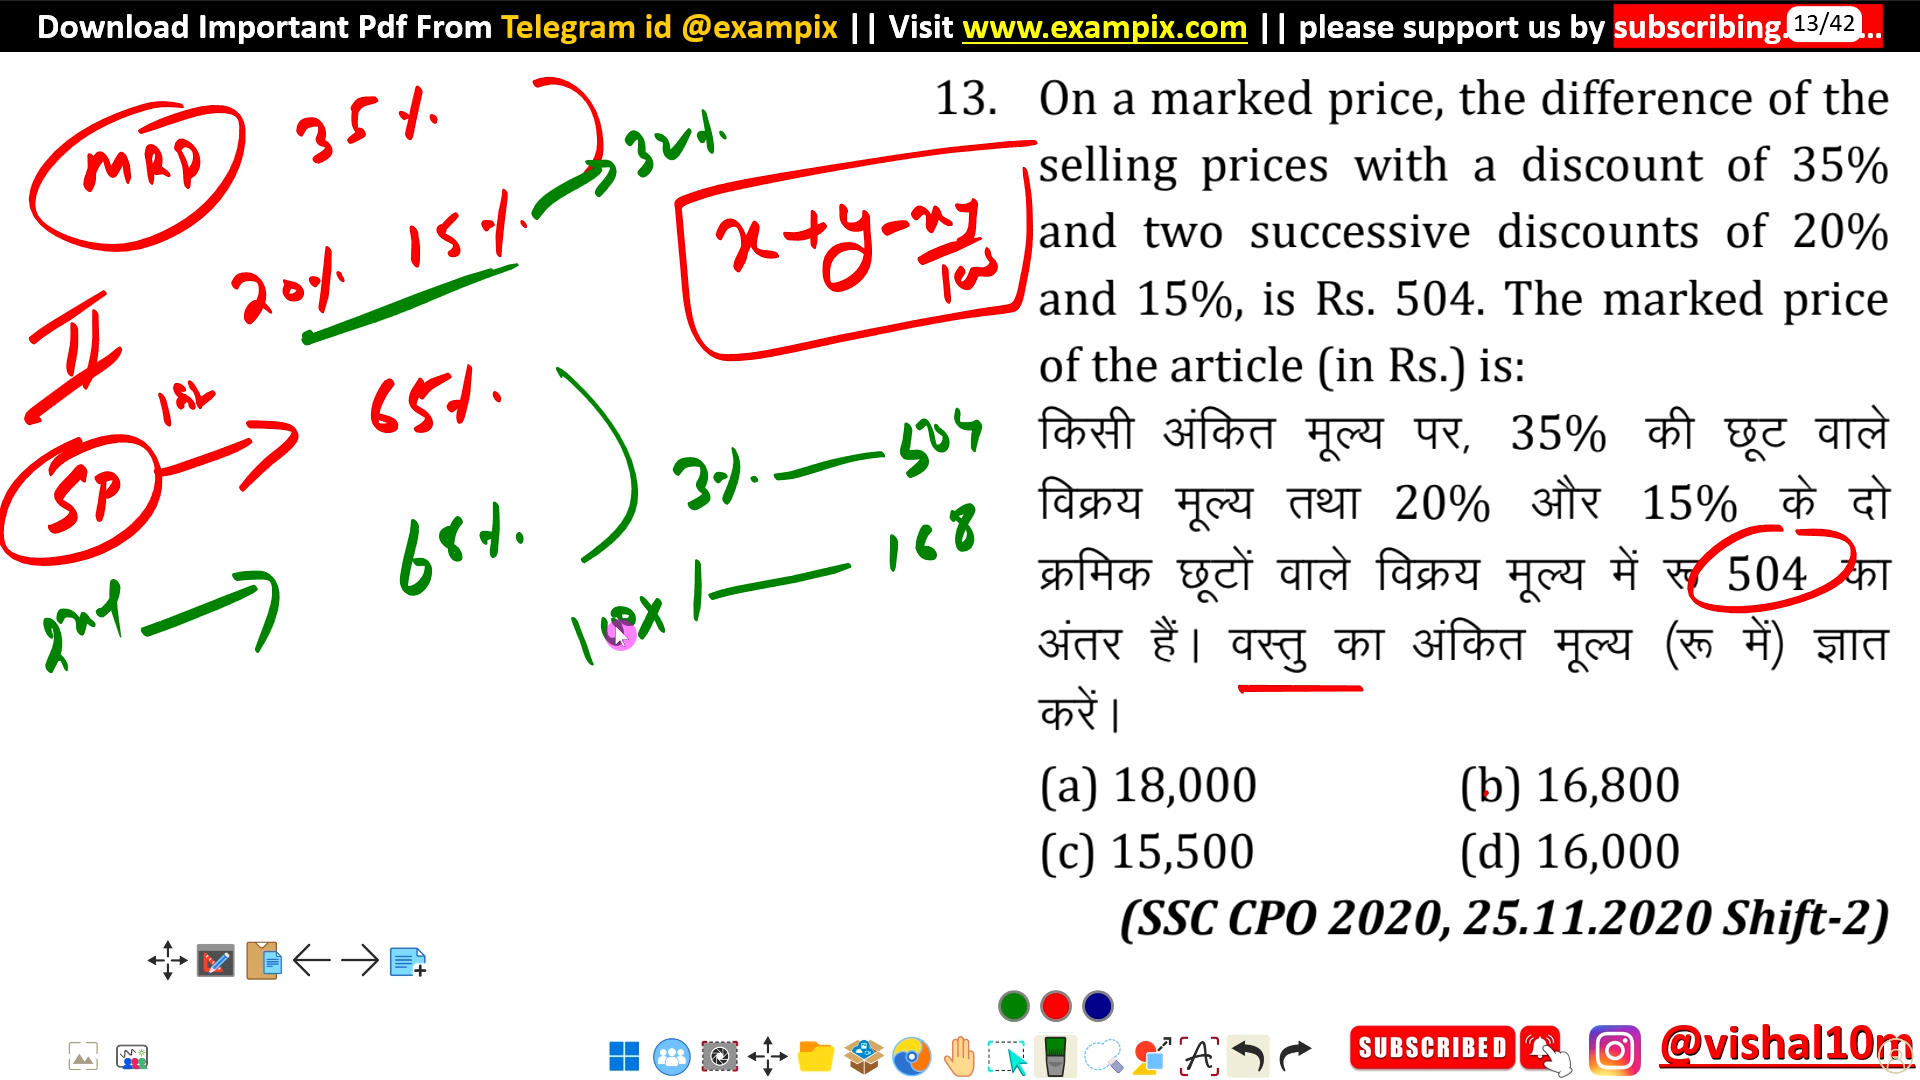 Download Important Pdf From Telegram id @exampix || Visit www.exampix.com || please support us by subscribing. 13/42 ...
MRP 35%
32%
20% 15%
x+y-xy/100
II
SP
1st 65%
2nd 68%
3% 504
100x 1 168
13. On a marked price, the difference of the
selling prices with a discount of 35%
and two successive discounts of 20%
and 15%, is Rs. 504. The marked price
of the article (in Rs.) is:
किसी अंकित मूल्य पर, 35% की छूट वाले
विक्रय मूल्य तथा 20% और 15% के दो
क्रमिक छूटों वाले विक्रय मूल्य में रू 504 का
अंतर हैं। वस्तु का अंकित मूल्य (रू में) ज्ञात
करें।
(a) 18,000 (b) 16,800
(c) 15,500 (d) 16,000
(SSC CPO 2020, 25.11.2020 Shift-2)
SUBSCRIBED @vishal10m